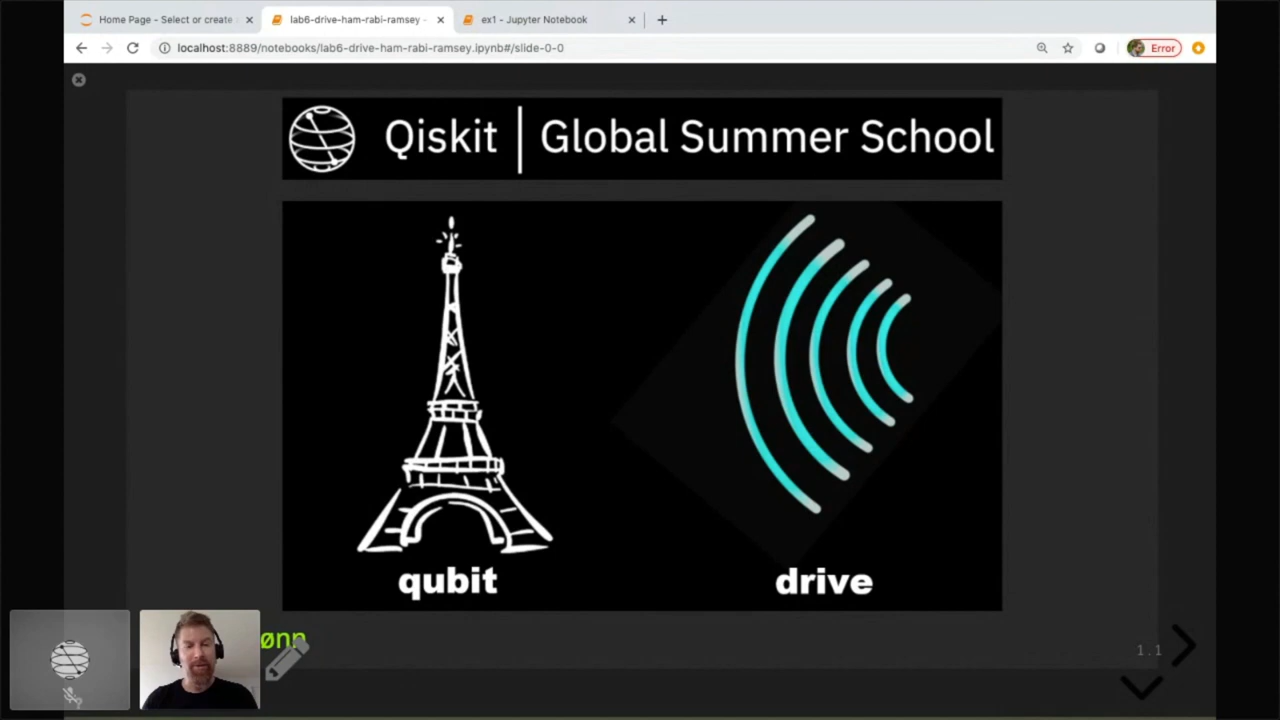 Home Page - Select or create
lab6-drive-ham-rabi-ramsey -
ex1 - Jupyter Notebook
localhost:8889/notebooks/lab6-drive-ham-rabi-ramsey.ipynb#/slide-0-0
Error
Qiskit | Global Summer School
qubit
drive
ønn
1.1